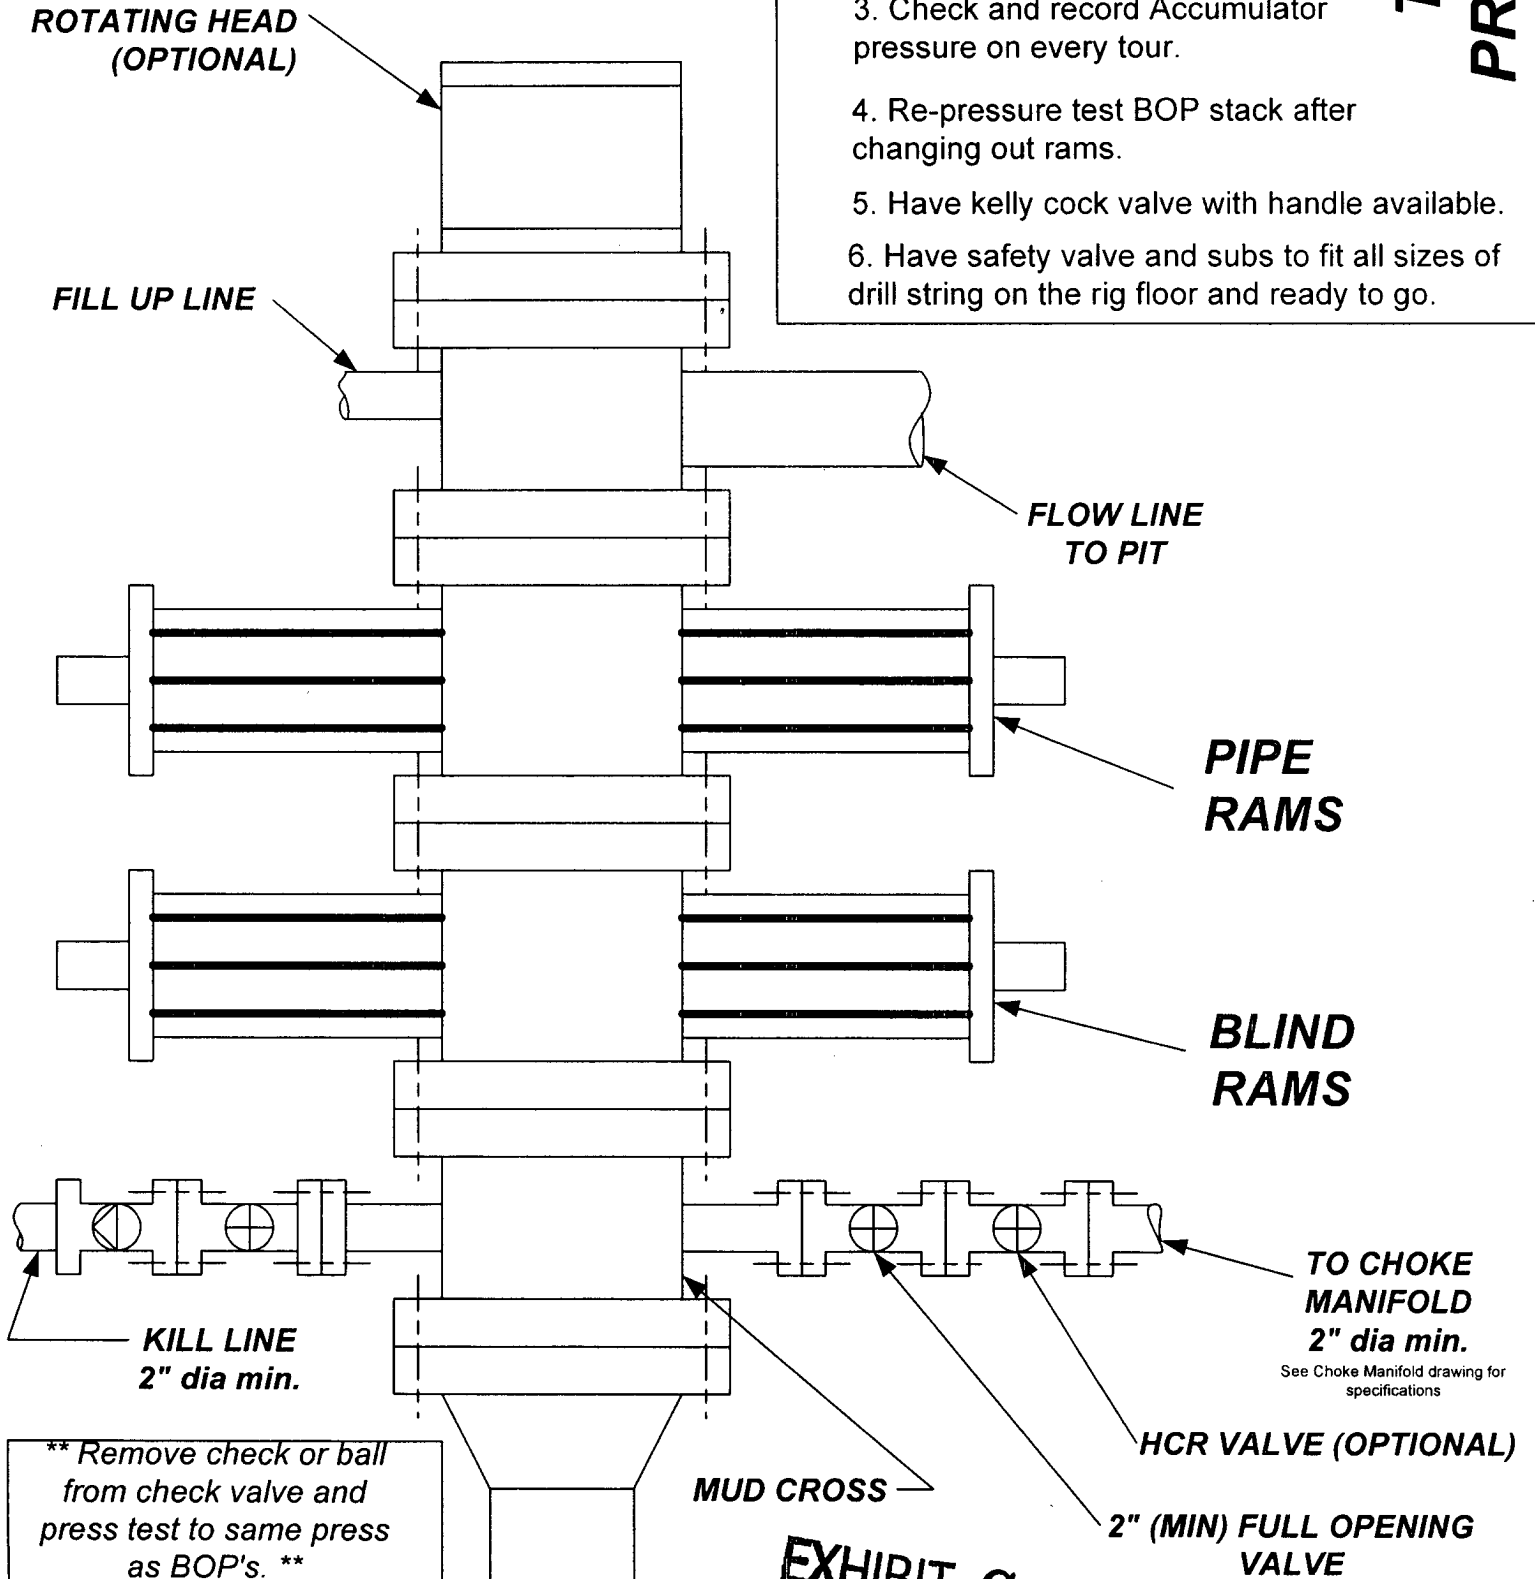 ROTATING HEAD
(OPTIONAL)
3. Check and record Accumulator
pressure on every tour.
4. Re-pressure test BOP stack after
changing out rams.
5. Have kelly cock valve with handle available.
6. Have safety valve and subs to fit all sizes of
drill string on the rig floor and ready to go.
FILL UP LINE
FLOW LINE
TO PIT
PIPE
RAMS
BLIND
RAMS
KILL LINE
2" dia min.
TO CHOKE
MANIFOLD
2" dia min.
See Choke Manifold drawing for
specifications
HCR VALVE (OPTIONAL)
MUD CROSS
2" (MIN) FULL OPENING
VALVE
** Remove check or ball
from check valve and
press test to same press
as BOP's. **
EXHIBIT